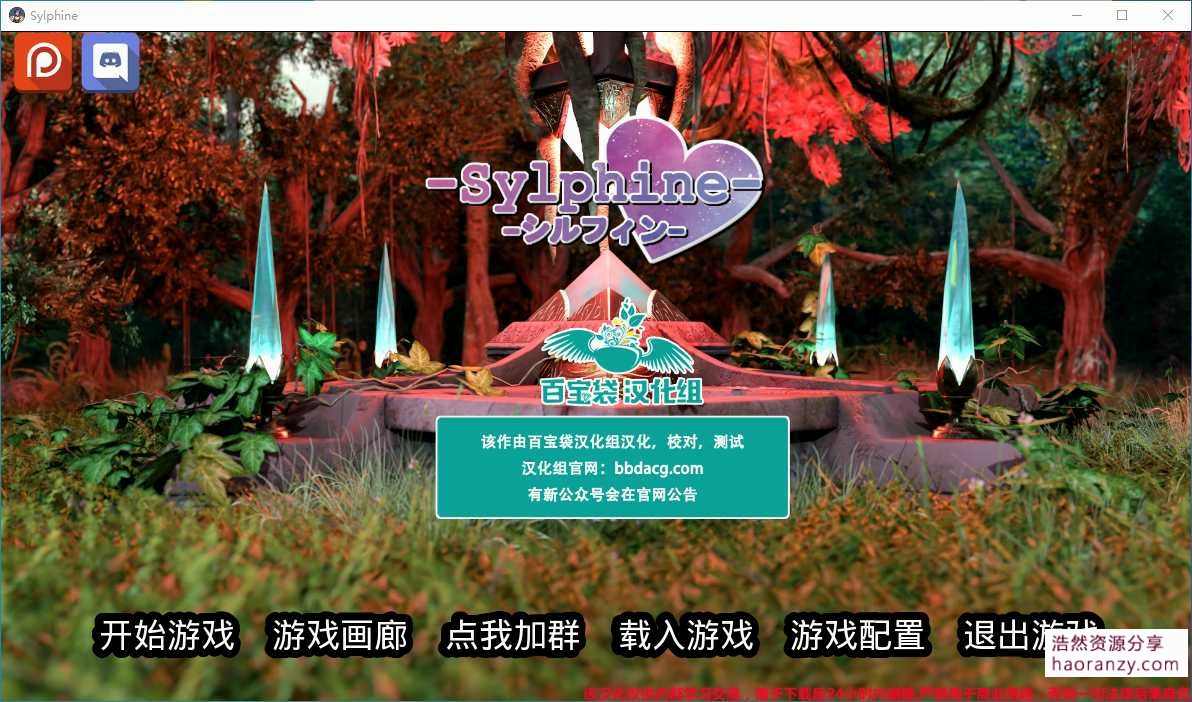 Sylphine
-Sylphine-
-シルフィン-
百宝袋汉化组
该作由百宝袋汉化组汉化，校对，测试
汉化组官网：bbdacg.com
有新公众号会在官网公告
开始游戏 游戏画廊 点我加群 载入游戏 游戏配置 退出游戏
浩然资源分享
haoranzy.com